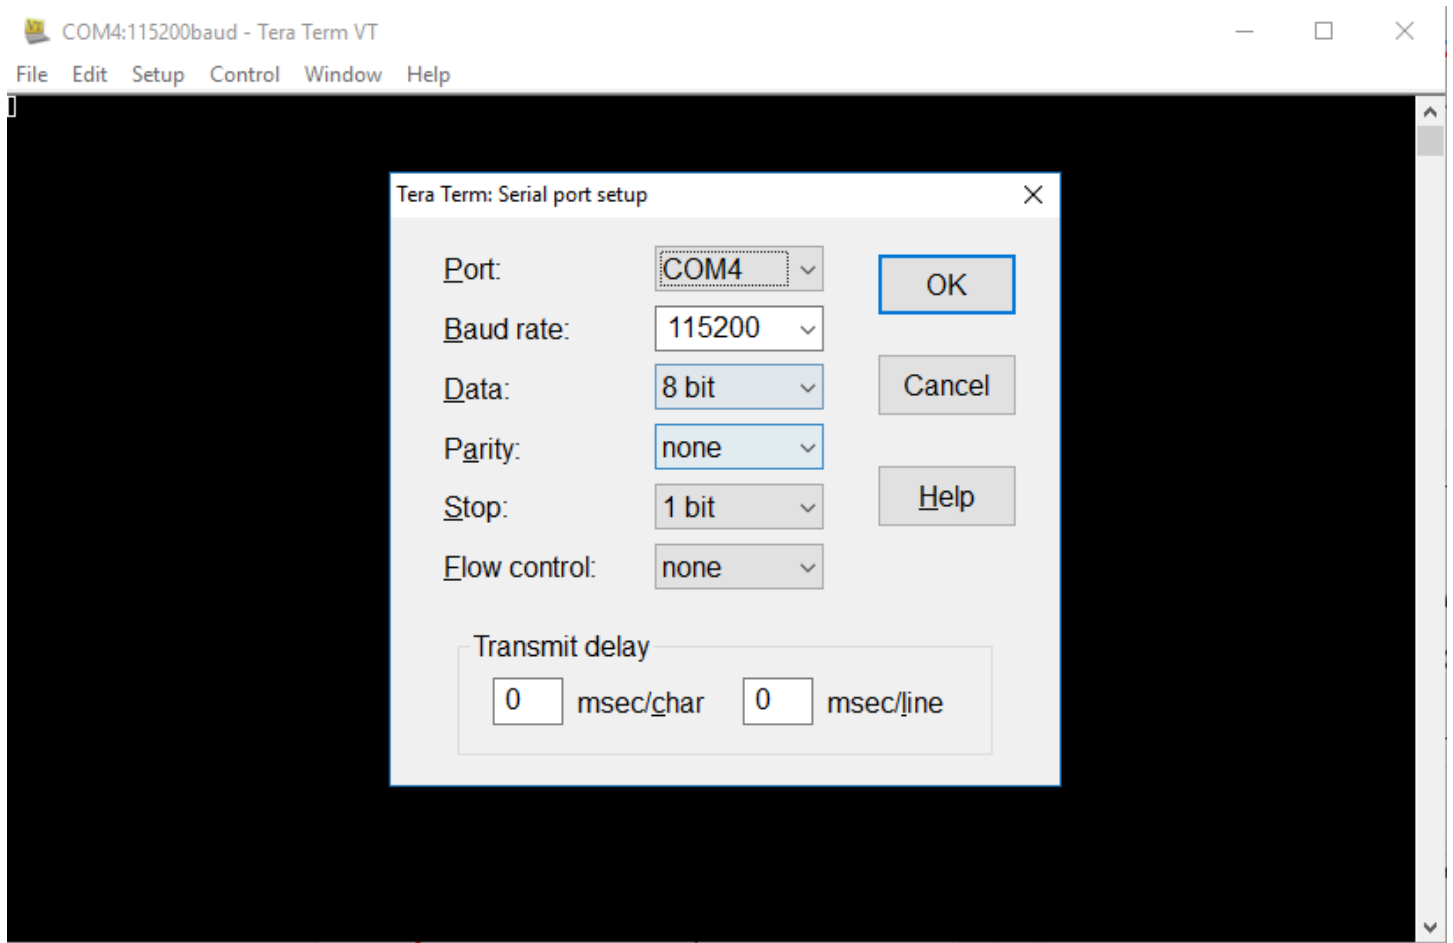 COM4:115200baud - Tera Term VT
File Edit Setup Control Window Help
Tera Term: Serial port setup
Port: COM4
OK
Baud rate: 115200
Data: 8 bit
Cancel
Parity: none
Stop: 1 bit
Help
Flow control: none
Transmit delay
0 msec/char 0 msec/line